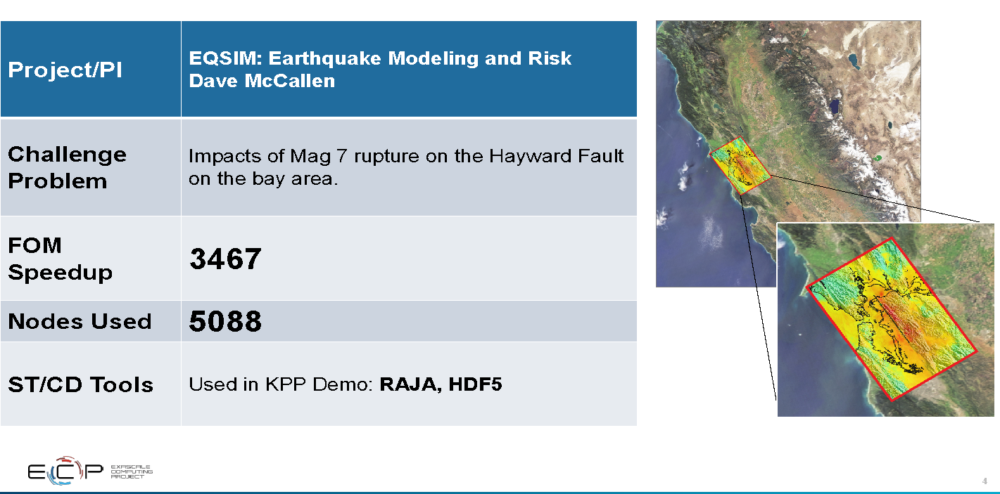 Project/PI
EQSIM: Earthquake Modeling and Risk
Dave McCallen
Challenge
Problem
Impacts of Mag 7 rupture on the Hayward Fault
on the bay area.
FOM
Speedup
3467
Nodes Used
5088
ST/CD Tools
Used in KPP Demo: RAJA, HDF5
ECP
EXASCALE
COMPUTING
PROJECT
4